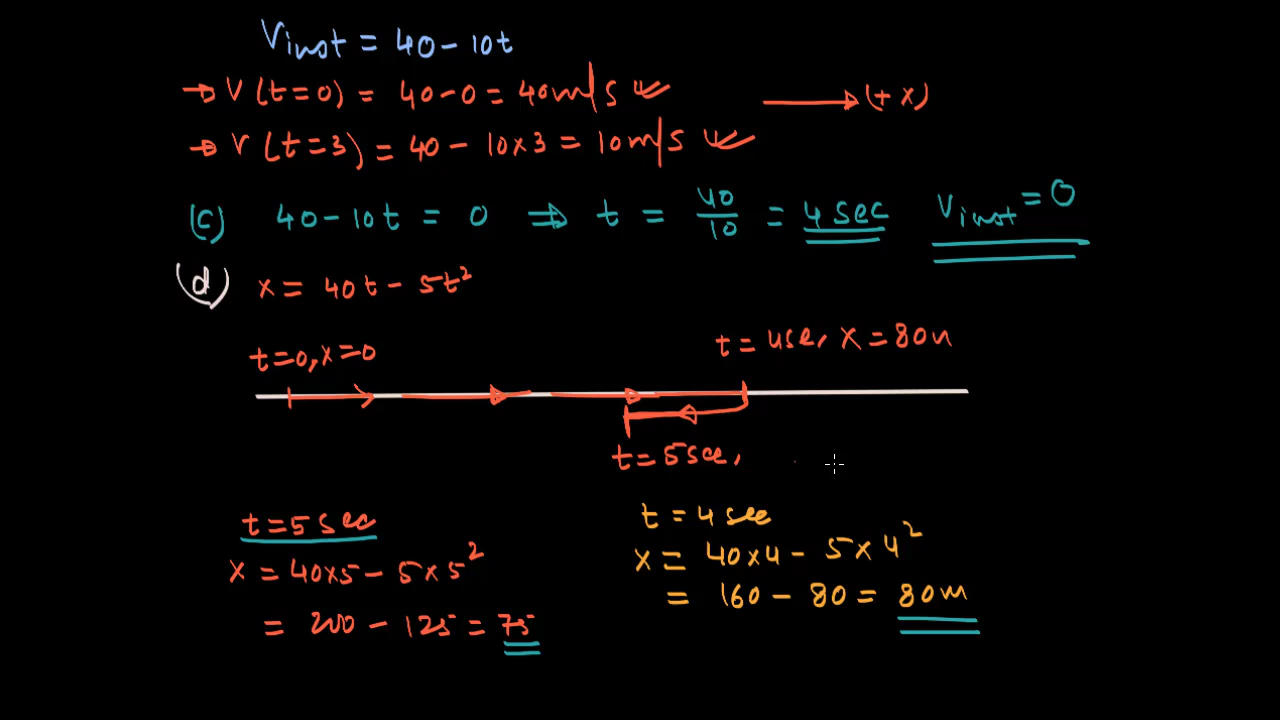 Vinst = 40 - 10t
→ V (t=0) = 40 - 0 = 40m/s ✓
→ (+x)
→ V (t=3) = 40 - 10×3 = 10m/s ✓
(c) 40 - 10t = 0 ⇒ t = 40/10 = 4 sec Vinst = 0
(d) x = 40t - 5t²
t=0, x=0
t = 4sec, x = 80m
t = 5sec,
t = 5 sec
x = 40×5 - 5×5²
= 200 - 125 = 75
t = 4 sec
x = 40×4 - 5×4²
= 160 - 80 = 80m